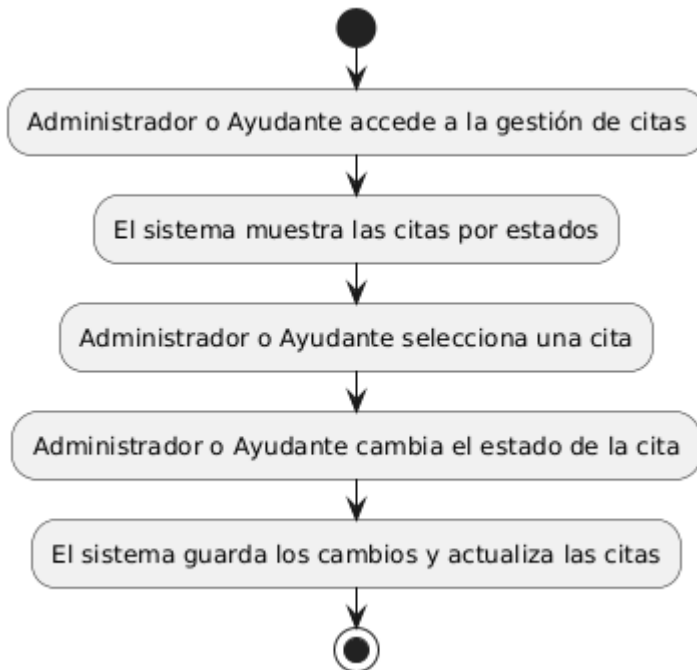 Administrador o Ayudante accede a la gestión de citas
El sistema muestra las citas por estados
Administrador o Ayudante selecciona una cita
Administrador o Ayudante cambia el estado de la cita
El sistema guarda los cambios y actualiza las citas